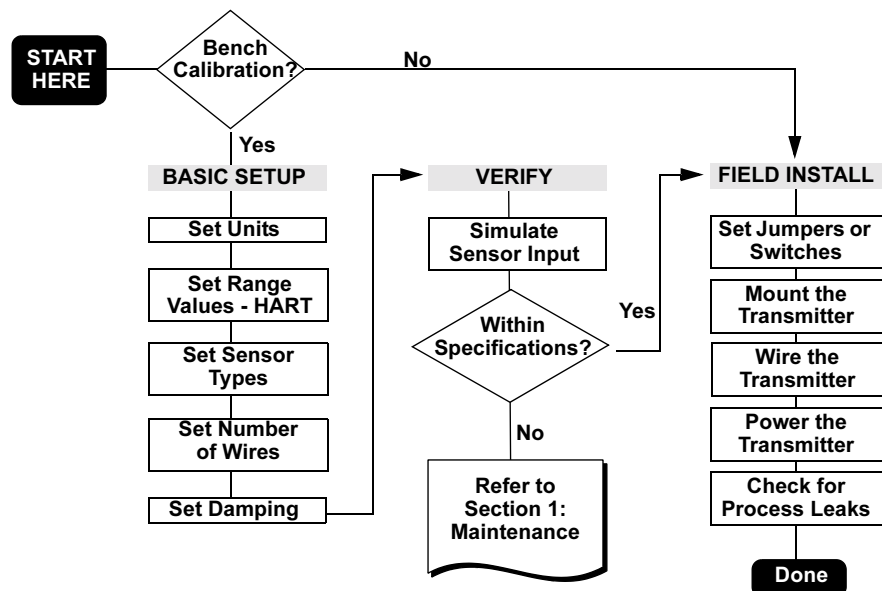 START
HERE
Bench
Calibration?
No
Yes
BASIC SETUP
Set Units
Set Range
Values - HART
Set Sensor
Types
Set Number
of Wires
Set Damping
VERIFY
Simulate
Sensor Input
Within
Specifications?
Yes
No
Refer to
Section 1:
Maintenance
FIELD INSTALL
Set Jumpers or
Switches
Mount the
Transmitter
Wire the
Transmitter
Power the
Transmitter
Check for
Process Leaks
Done